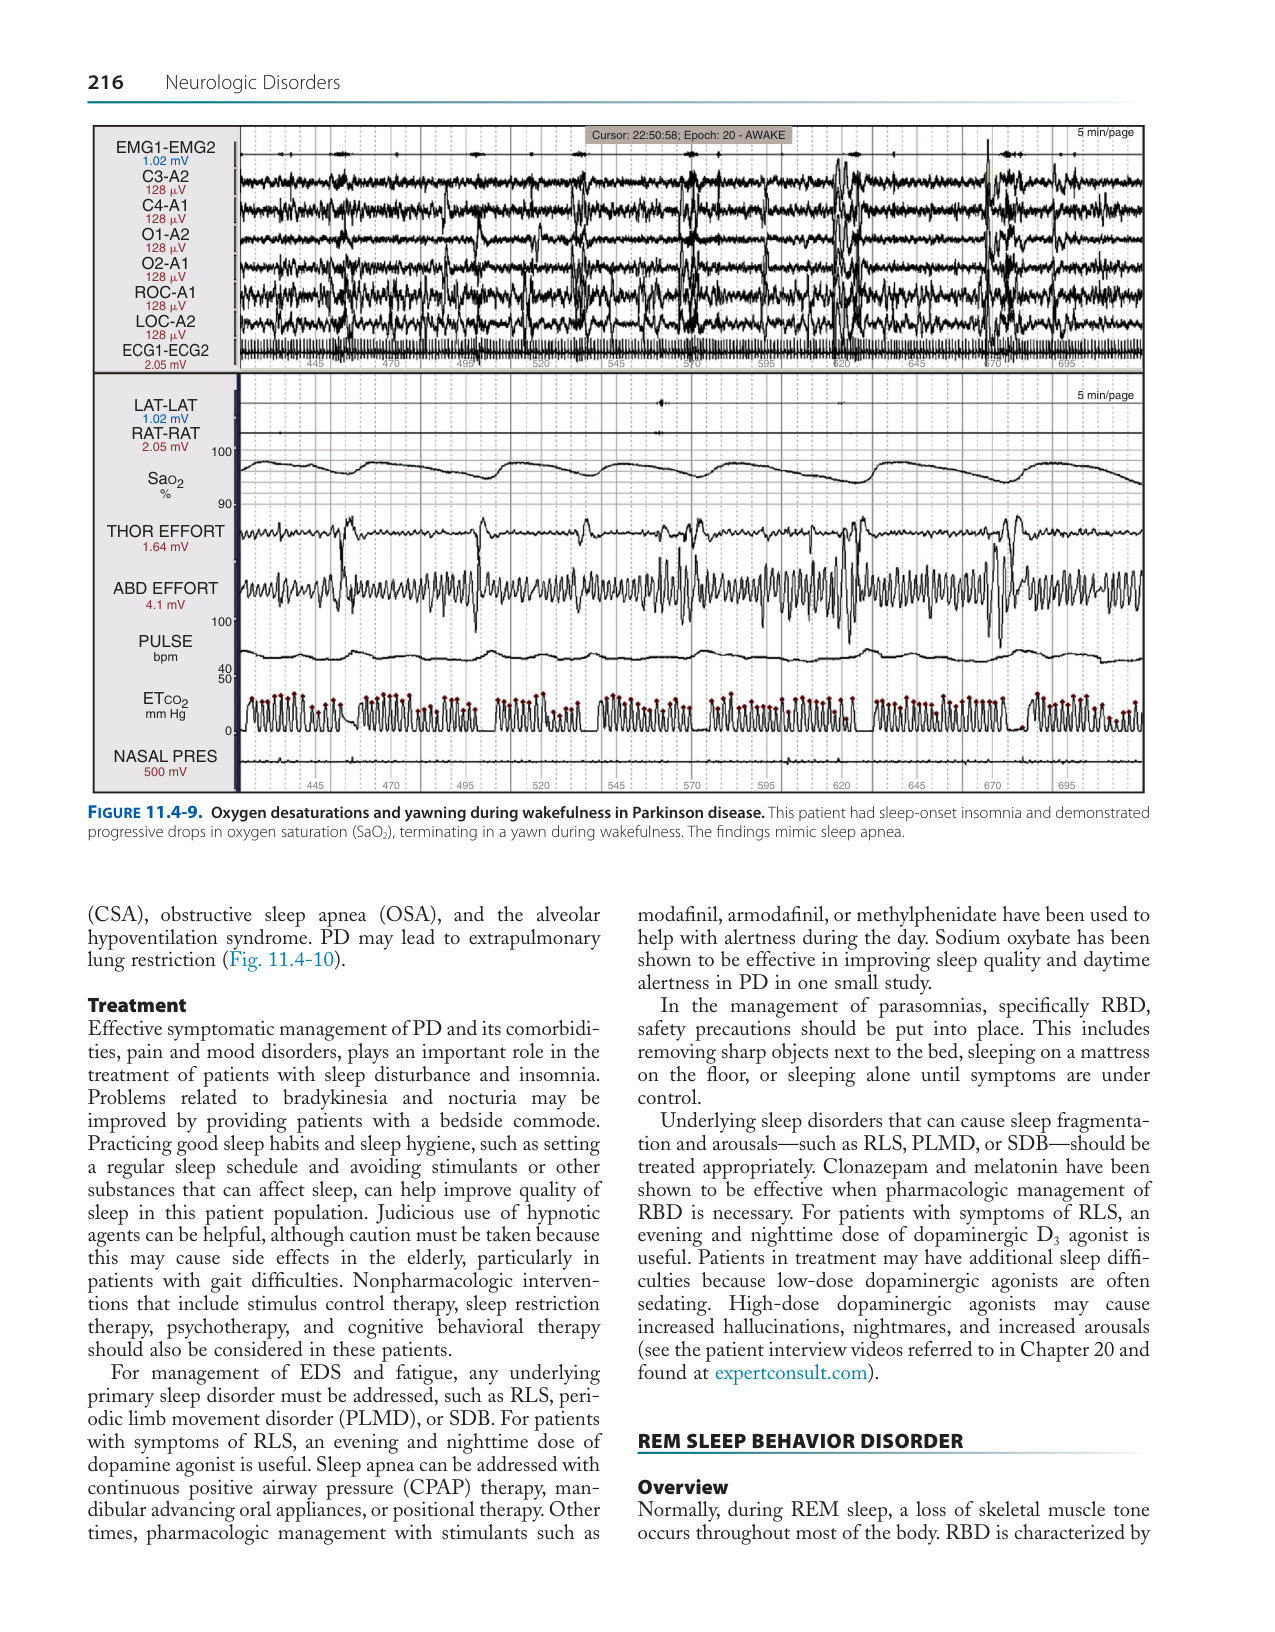 216 Neurologic Disorders
Cursor: 22:50:58; Epoch: 20 - AWAKE
5 min/page
EMG1-EMG2
1.02 mV
C3-A2
128 µV
C4-A1
128 µV
O1-A2
128 µV
O2-A1
128 µV
ROC-A1
128 µV
LOC-A2
128 µV
ECG1-ECG2
2.05 mV
445 470 495 520 545 570 595 620 645 670 695
5 min/page
LAT-LAT
1.02 mV
RAT-RAT
2.05 mV
100
SaO2
%
90
THOR EFFORT
1.64 mV
ABD EFFORT
4.1 mV
100
PULSE
bpm
40
50
ETCO2
mm Hg
0
NASAL PRES
500 mV
445 470 495 520 545 570 595 620 645 670 695
FIGURE 11.4-9. Oxygen desaturations and yawning during wakefulness in Parkinson disease. This patient had sleep-onset insomnia and demonstrated
progressive drops in oxygen saturation (SaO2), terminating in a yawn during wakefulness. The findings mimic sleep apnea.
(CSA), obstructive sleep apnea (OSA), and the alveolar
hypoventilation syndrome. PD may lead to extrapulmonary
lung restriction (Fig. 11.4-10).
Treatment
Effective symptomatic management of PD and its comorbidi-
ties, pain and mood disorders, plays an important role in the
treatment of patients with sleep disturbance and insomnia.
Problems related to bradykinesia and nocturia may be
improved by providing patients with a bedside commode.
Practicing good sleep habits and sleep hygiene, such as setting
a regular sleep schedule and avoiding stimulants or other
substances that can affect sleep, can help improve quality of
sleep in this patient population. Judicious use of hypnotic
agents can be helpful, although caution must be taken because
this may cause side effects in the elderly, particularly in
patients with gait difficulties. Nonpharmacologic interven-
tions that include stimulus control therapy, sleep restriction
therapy, psychotherapy, and cognitive behavioral therapy
should also be considered in these patients.
For management of EDS and fatigue, any underlying
primary sleep disorder must be addressed, such as RLS, peri-
odic limb movement disorder (PLMD), or SDB. For patients
with symptoms of RLS, an evening and nighttime dose of
dopamine agonist is useful. Sleep apnea can be addressed with
continuous positive airway pressure (CPAP) therapy, man-
dibular advancing oral appliances, or positional therapy. Other
times, pharmacologic management with stimulants such as
modafinil, armodafinil, or methylphenidate have been used to
help with alertness during the day. Sodium oxybate has been
shown to be effective in improving sleep quality and daytime
alertness in PD in one small study.
In the management of parasomnias, specifically RBD,
safety precautions should be put into place. This includes
removing sharp objects next to the bed, sleeping on a mattress
on the floor, or sleeping alone until symptoms are under
control.
Underlying sleep disorders that can cause sleep fragmenta-
tion and arousals—such as RLS, PLMD, or SDB—should be
treated appropriately. Clonazepam and melatonin have been
shown to be effective when pharmacologic management of
RBD is necessary. For patients with symptoms of RLS, an
evening and nighttime dose of dopaminergic D3 agonist is
useful. Patients in treatment may have additional sleep diffi-
culties because low-dose dopaminergic agonists are often
sedating. High-dose dopaminergic agonists may cause
increased hallucinations, nightmares, and increased arousals
(see the patient interview videos referred to in Chapter 20 and
found at expertconsult.com).
REM SLEEP BEHAVIOR DISORDER
Overview
Normally, during REM sleep, a loss of skeletal muscle tone
occurs throughout most of the body. RBD is characterized by